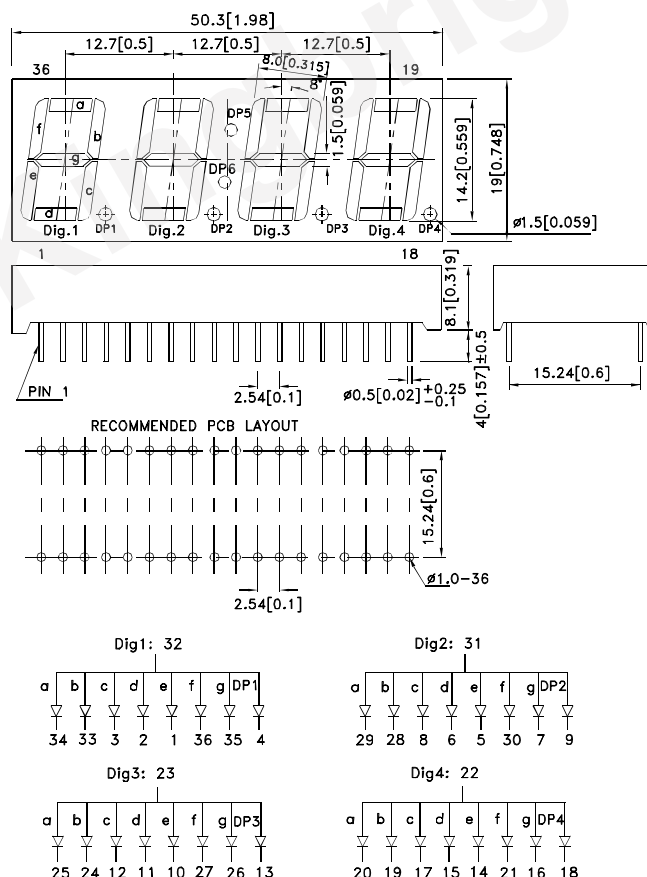 50.3[1.98]
12.7[0.5] 12.7[0.5] 12.7[0.5]
8.0[0.315]
36 19
8°
a
DP5
f b
1.5[0.059]
g
DP6
e c
14.2[0.559]
19[0.748]
d
Dig.1 DP1 Dig.2 DP2 Dig.3 DP3 Dig.4 DP4
ø1.5[0.059]
1 18
8.1[0.319]
PIN 1
2.54[0.1]
ø0.5[0.02] +0.25 -0.1
4[0.157]±0.5
15.24[0.6]
RECOMMENDED PCB LAYOUT
15.24[0.6]
2.54[0.1]
ø1.0-36
Dig1: 32
a b c d e f g DP1
34 33 3 2 1 36 35 4
Dig2: 31
a b c d e f g DP2
29 28 8 6 5 30 7 9
Dig3: 23
a b c d e f g DP3
25 24 12 11 10 27 26 13
Dig4: 22
a b c d e f g DP4
20 19 17 15 14 21 16 18
Kingbright